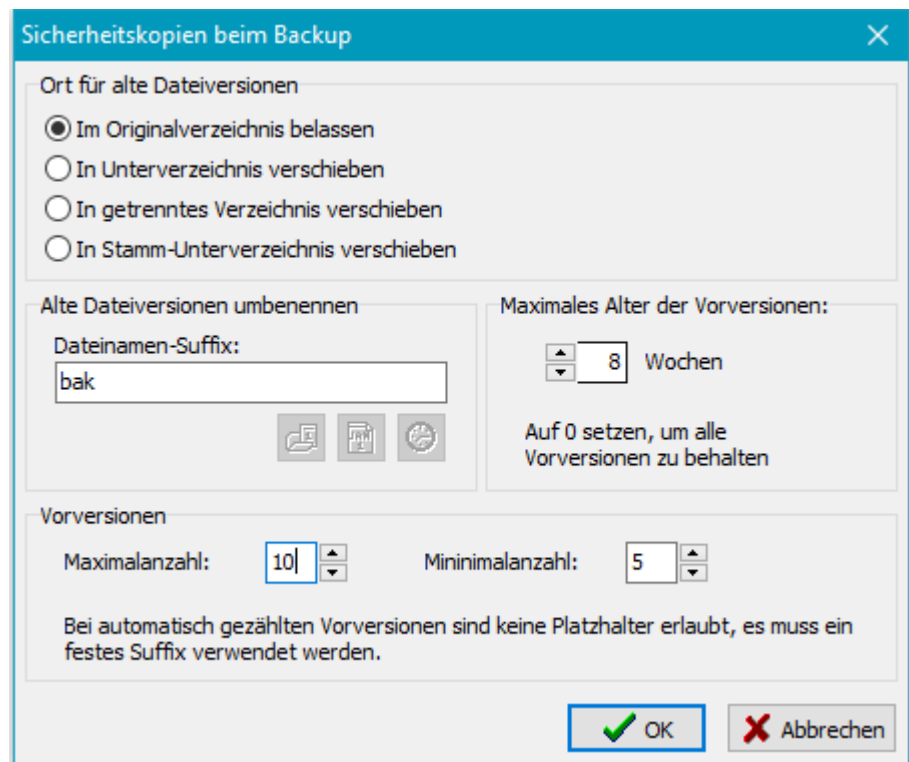 Sicherheitskopien beim Backup
Ort für alte Dateiversionen
Im Originalverzeichnis belassen
In Unterverzeichnis verschieben
In getrenntes Verzeichnis verschieben
In Stamm-Unterverzeichnis verschieben
Alte Dateiversionen umbenennen
Dateinamen-Suffix:
bak
Maximales Alter der Vorversionen:
8 Wochen
Auf 0 setzen, um alle
Vorversionen zu behalten
Vorversionen
Maximalanzahl: 10 Mininimalanzahl: 5
Bei automatisch gezählten Vorversionen sind keine Platzhalter erlaubt, es muss ein
festes Suffix verwendet werden.
OK Abbrechen